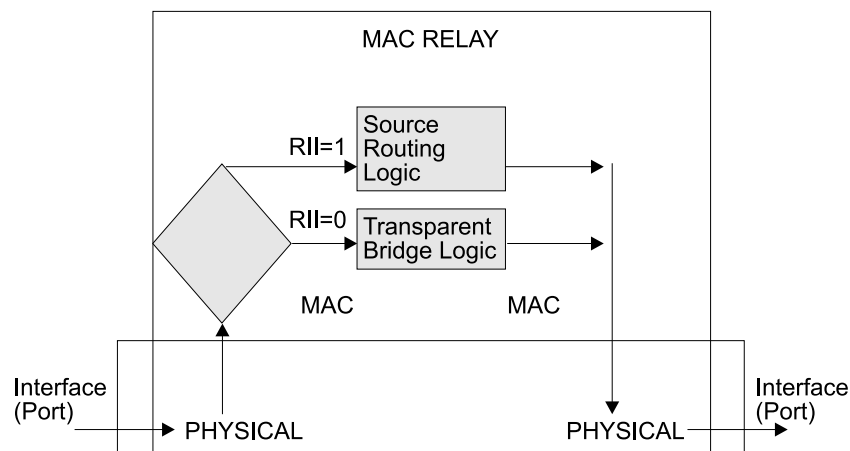 MAC RELAY
RII=1
Source
Routing
Logic
RII=0
Transparent
Bridge Logic
MAC
MAC
Interface
(Port)
PHYSICAL
PHYSICAL
Interface
(Port)